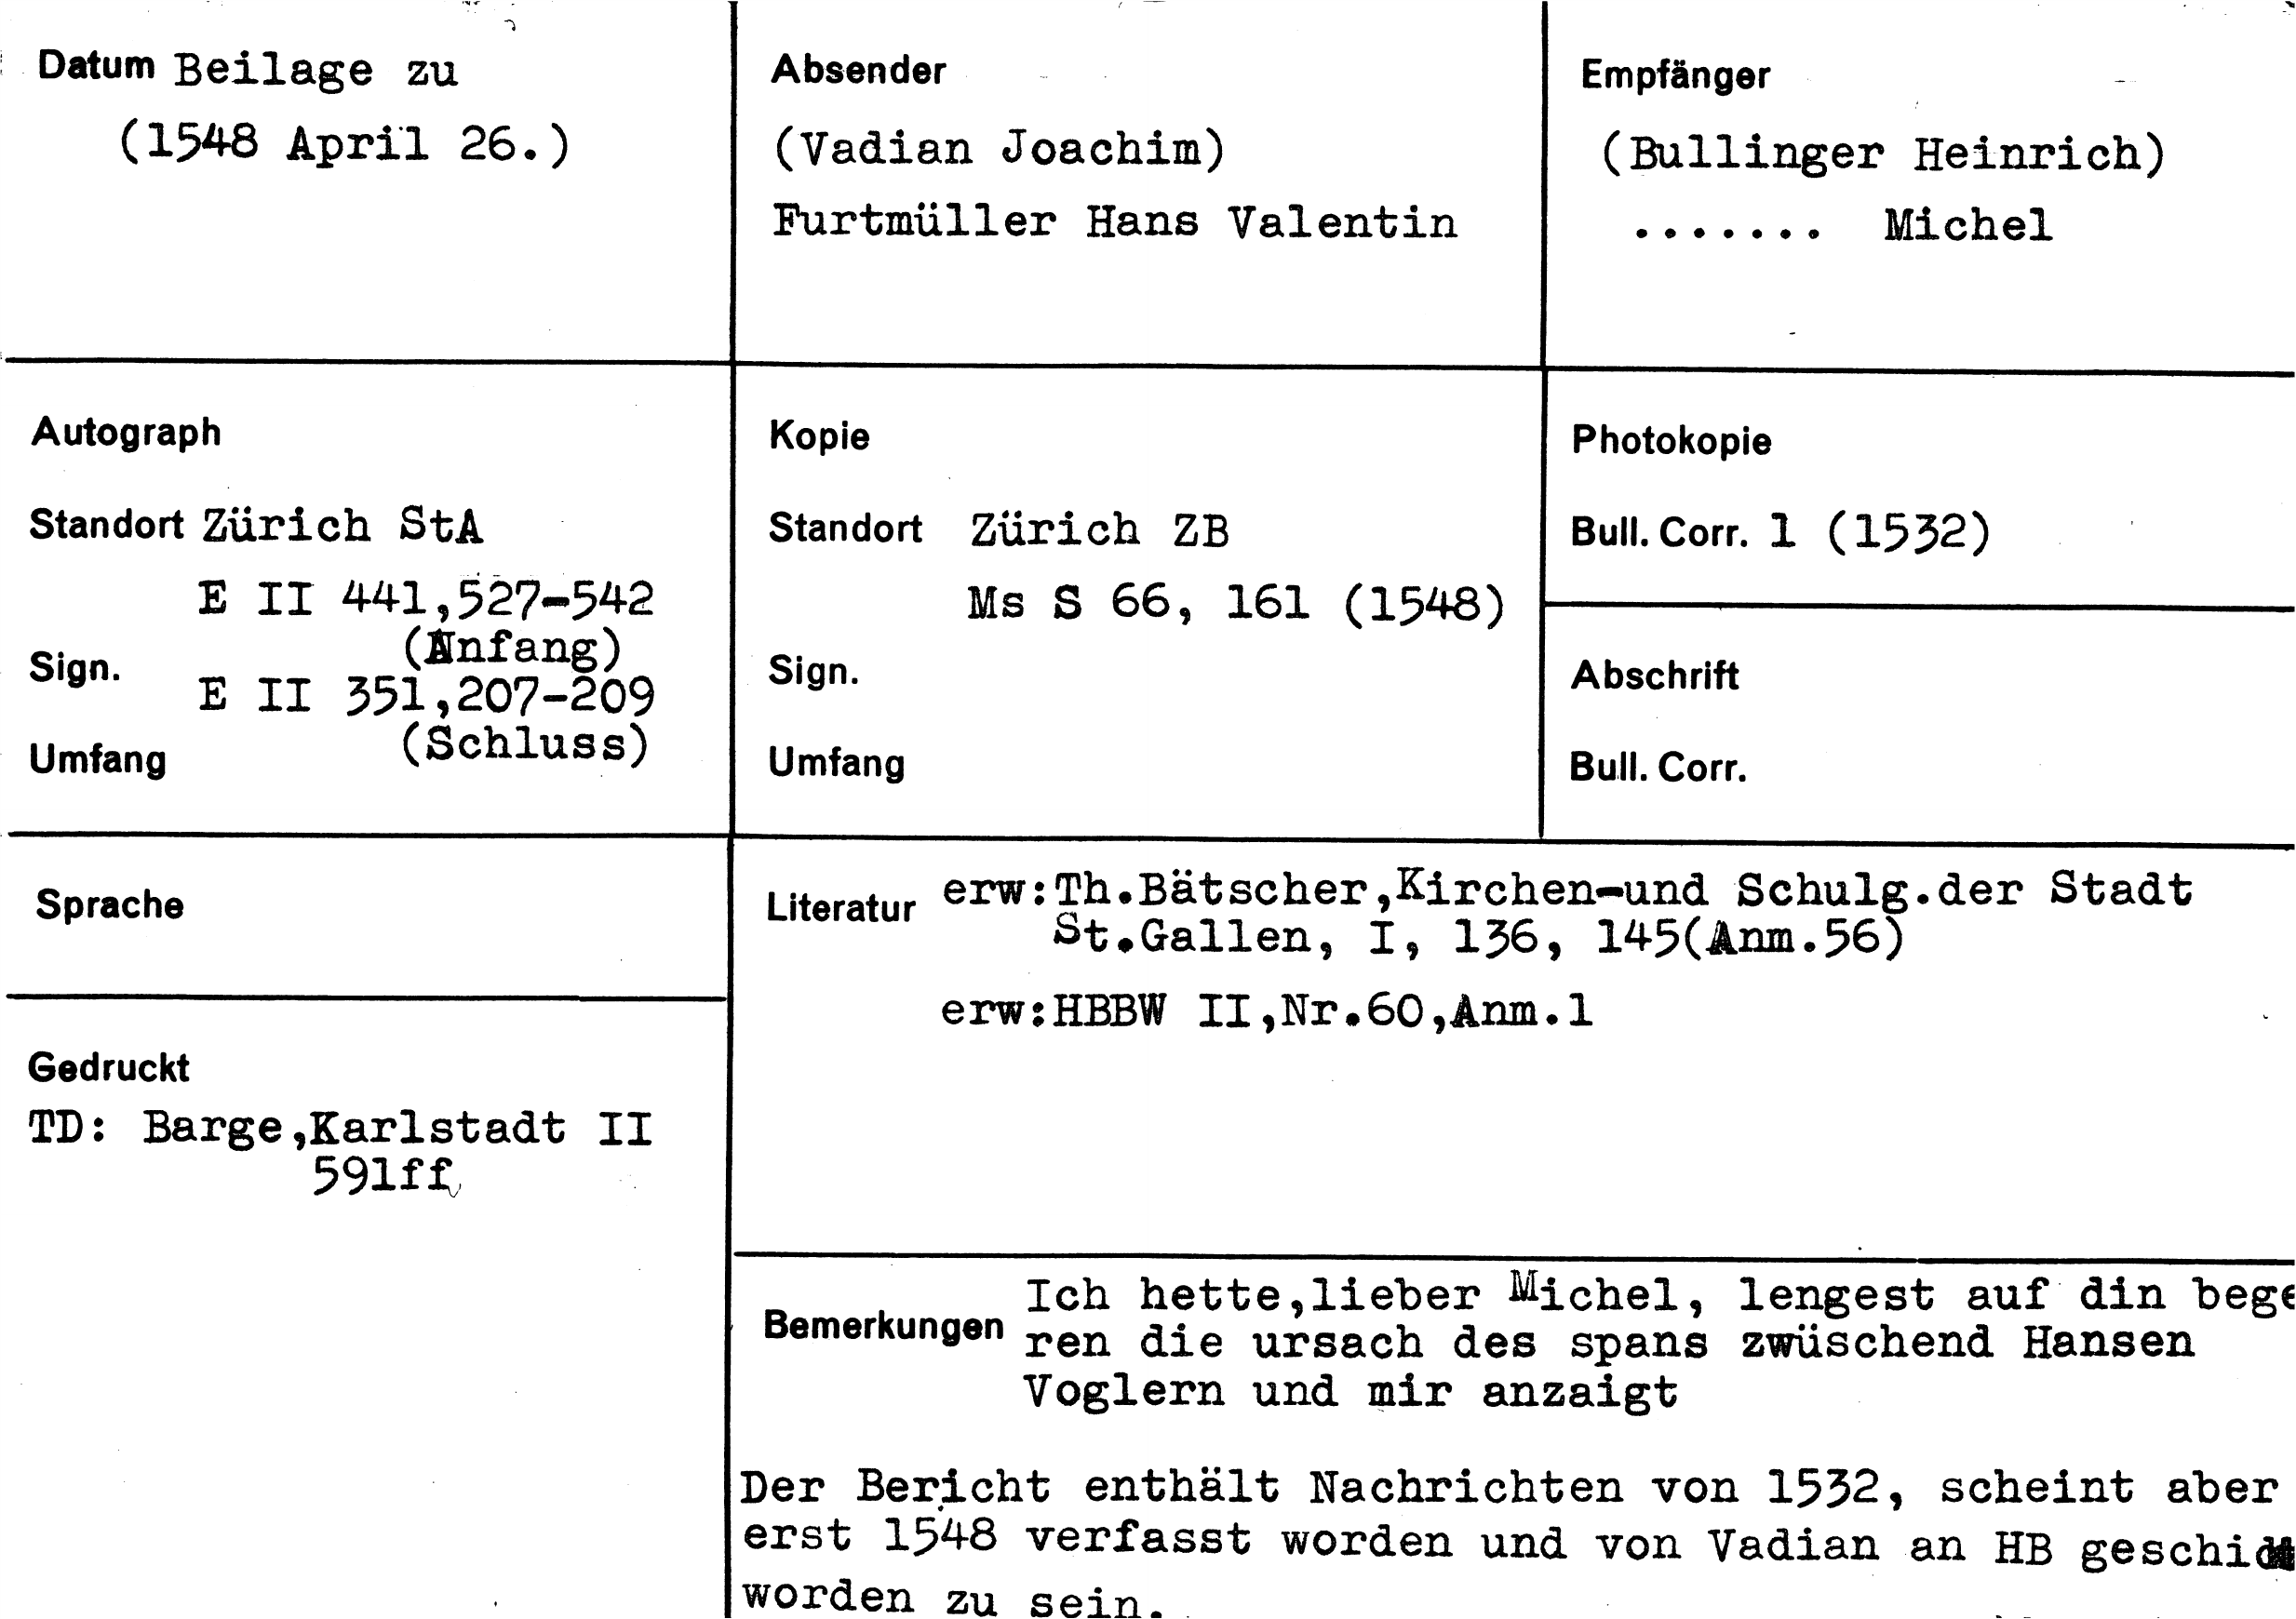 Datum Beilage zu
(1548 April 26.)
Absender
(Vadian Joachim)
Furtmüller Hans Valentin
Empfänger
(Bullinger Heinrich)
....... Michel
Autograph
Standort Zürich StA
E II 441,527-542
(Anfang)
Sign.
E II 351,207-209
(Schluss)
Umfang
Kopie
Standort Zürich ZB
Ms S 66, 161 (1548)
Sign.
Umfang
Photokopie
Bull. Corr. 1 (1532)
Abschrift
Bull. Corr.
Sprache
Literatur erw:Th.Bätscher,Kirchen-und Schulg.der Stadt
St.Gallen, I, 136, 145(Anm.56)
erw:HBBW II,Nr.60,Anm.1
Gedruckt
TD: Barge,Karlstadt II
591ff
Bemerkungen Ich hette,lieber Michel, lengest auf din bege
ren die ursach des spans zwüschend Hansen
Voglern und mir anzaigt
Der Bericht enthält Nachrichten von 1532, scheint aber
erst 1548 verfasst worden und von Vadian an HB
worden zu sein.